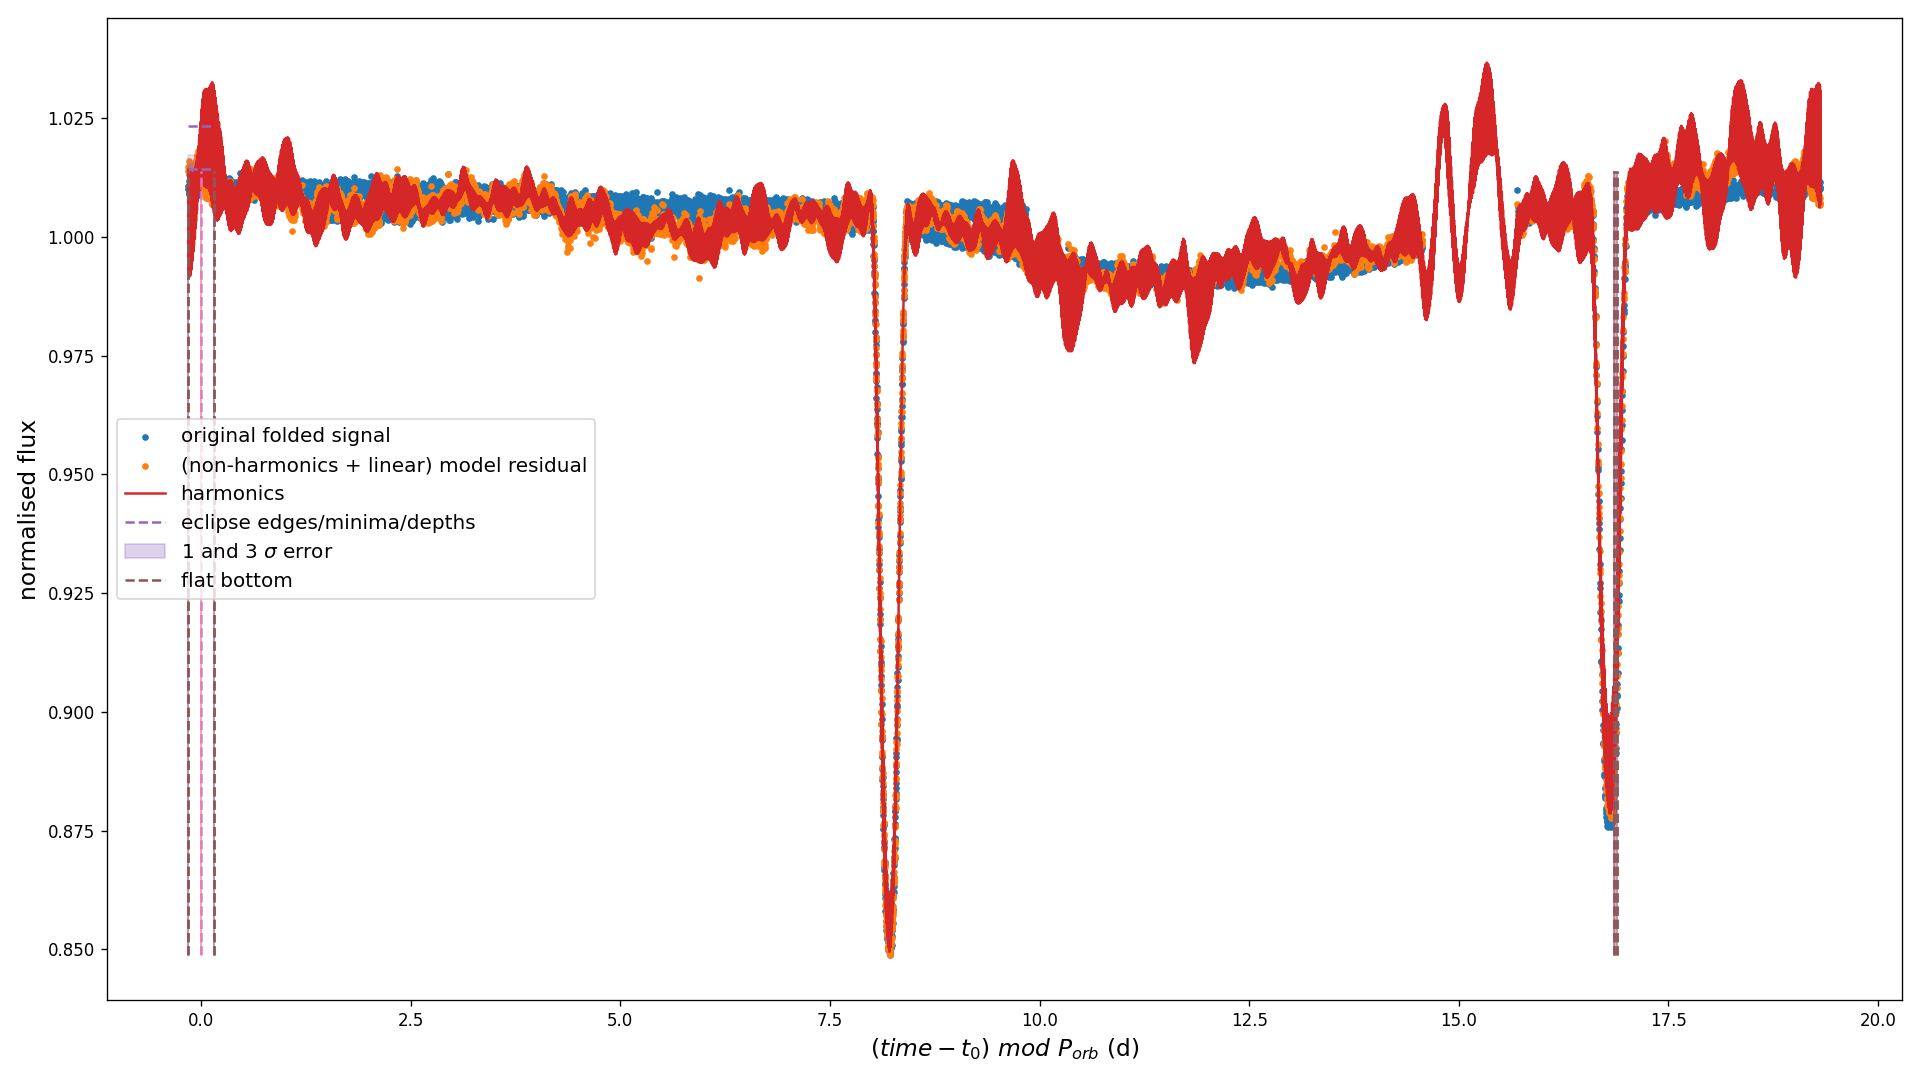 normalised flux
1.025
1.000
0.975
0.950
0.925
0.900
0.875
0.850
original folded signal
(non-harmonics + linear) model residual
harmonics
eclipse edges/minima/depths
1 and 3 σ error
flat bottom
0.0 2.5 5.0 7.5 10.0 12.5 15.0 17.5 20.0
(time − t₀) mod P_orb (d)